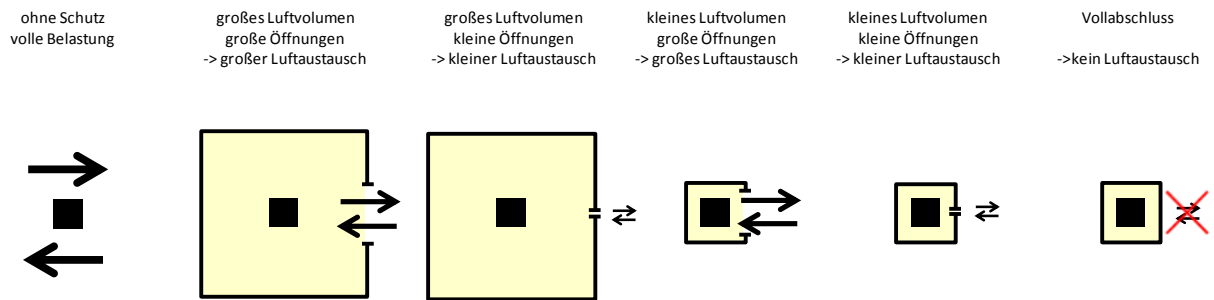 ohne Schutz
volle Belastung
großes Luftvolumen
große Öffnungen
-> großer Luftaustausch
großes Luftvolumen
kleine Öffnungen
-> kleiner Luftaustausch
kleines Luftvolumen
große Öffnungen
-> großes Luftaustausch
kleines Luftvolumen
kleine Öffnungen
-> kleiner Luftaustausch
Vollabschluss
->kein Luftaustausch